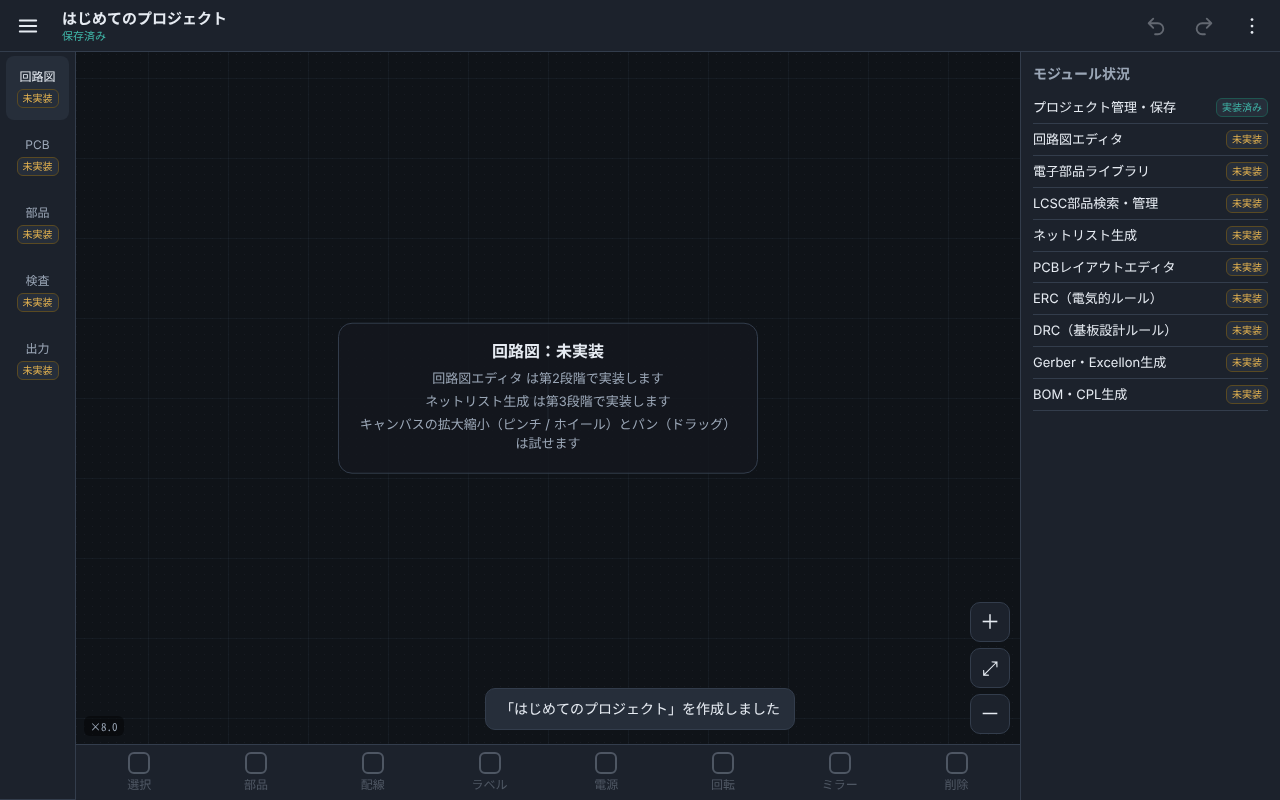 はじめてのプロジェクト
保存済み
回路図
未実装
PCB
未実装
部品
未実装
検査
未実装
出力
未実装
回路図：未実装
回路図エディタ は第2段階で実装します
ネットリスト生成 は第3段階で実装します
キャンバスの拡大縮小（ピンチ / ホイール）とパン（ドラッグ）
は試せます
「はじめてのプロジェクト」を作成しました
×8.0
選択
部品
配線
ラベル
電源
回転
ミラー
削除
モジュール状況
プロジェクト管理・保存 実装済み
回路図エディタ 未実装
電子部品ライブラリ 未実装
LCSC部品検索・管理 未実装
ネットリスト生成 未実装
PCBレイアウトエディタ 未実装
ERC（電気的ルール） 未実装
DRC（基板設計ルール） 未実装
Gerber・Excellon生成 未実装
BOM・CPL生成 未実装